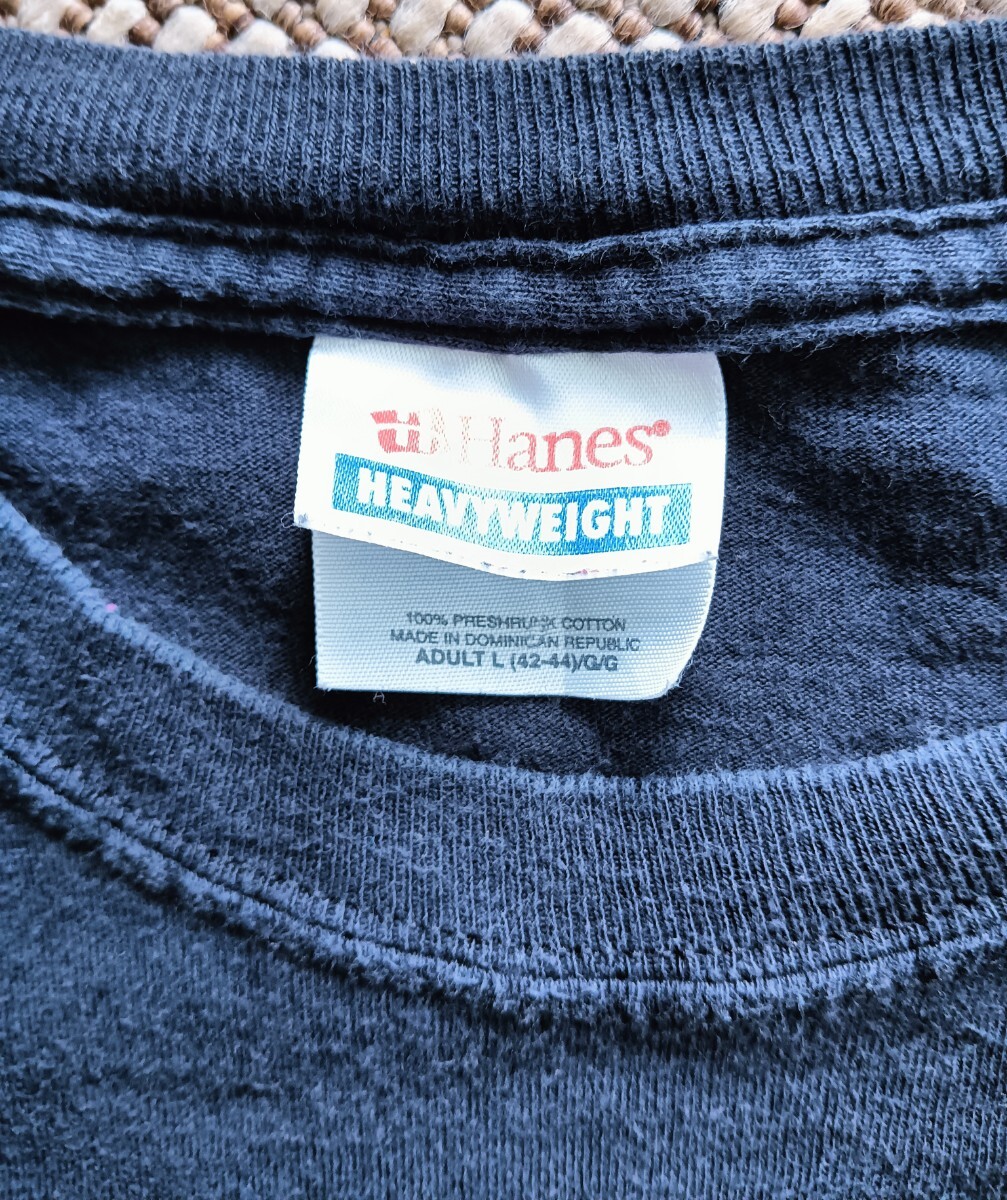 Hanes®
HEAVYWEIGHT
100% PRESHRUNK COTTON
MADE IN DOMINICAN REPUBLIC
ADULT L (42-44)/G/G